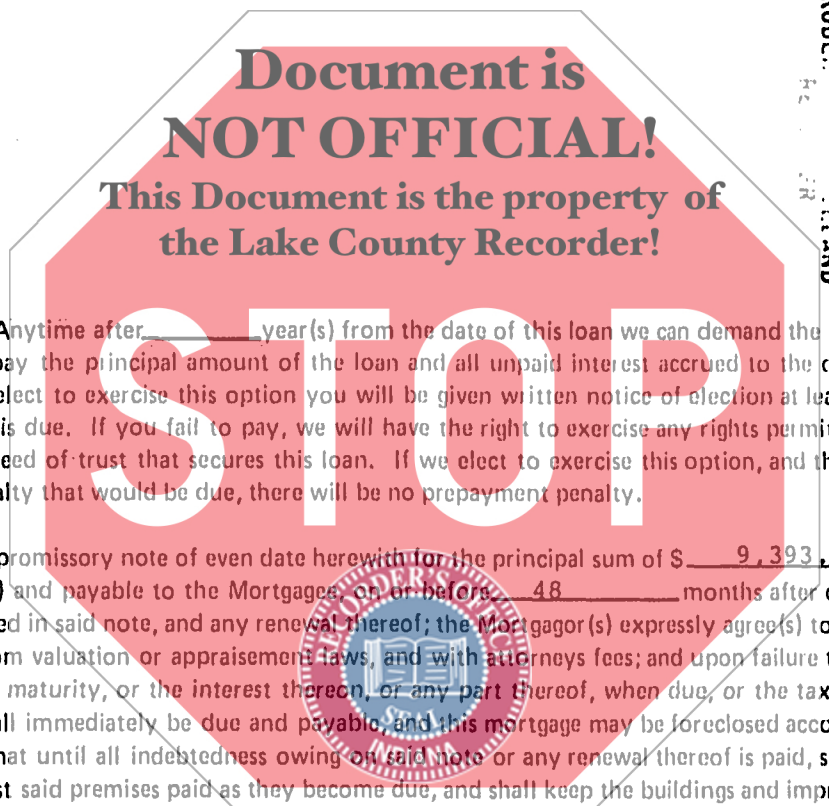 Document is
NOT OFFICIAL!
This Document is the property of
the Lake County Recorder!
STOP
Anytime after year(s) from the date of this loan we can demand the
pay the principal amount of the loan and all unpaid interest accrued to the
elect to exercise this option you will be given written notice of election at lea
is due. If you fail to pay, we will have the right to exercise any rights permi
eed of trust that secures this loan. If we elect to exercise this option, and th
alty that would be due, there will be no prepayment penalty.
promissory note of even date herewith for the principal sum of $ 9,393.
) and payable to the Mortgagee, on or before 48 months after
ed in said note, and any renewal thereof; the Mortgagor(s) expressly agree(s) to
om valuation or appraisement laws, and with attorneys fees; and upon failure
maturity, or the interest thereon, or any part thereof, when due, or the tax
all immediately be due and payable, and this mortgage may be foreclosed acco
hat until all indebtedness owing on said note or any renewal thereof is paid, s
st said premises paid as they become due, and shall keep the buildings and impr
RECORDER'S OFFICE
SEAL
INDIANA